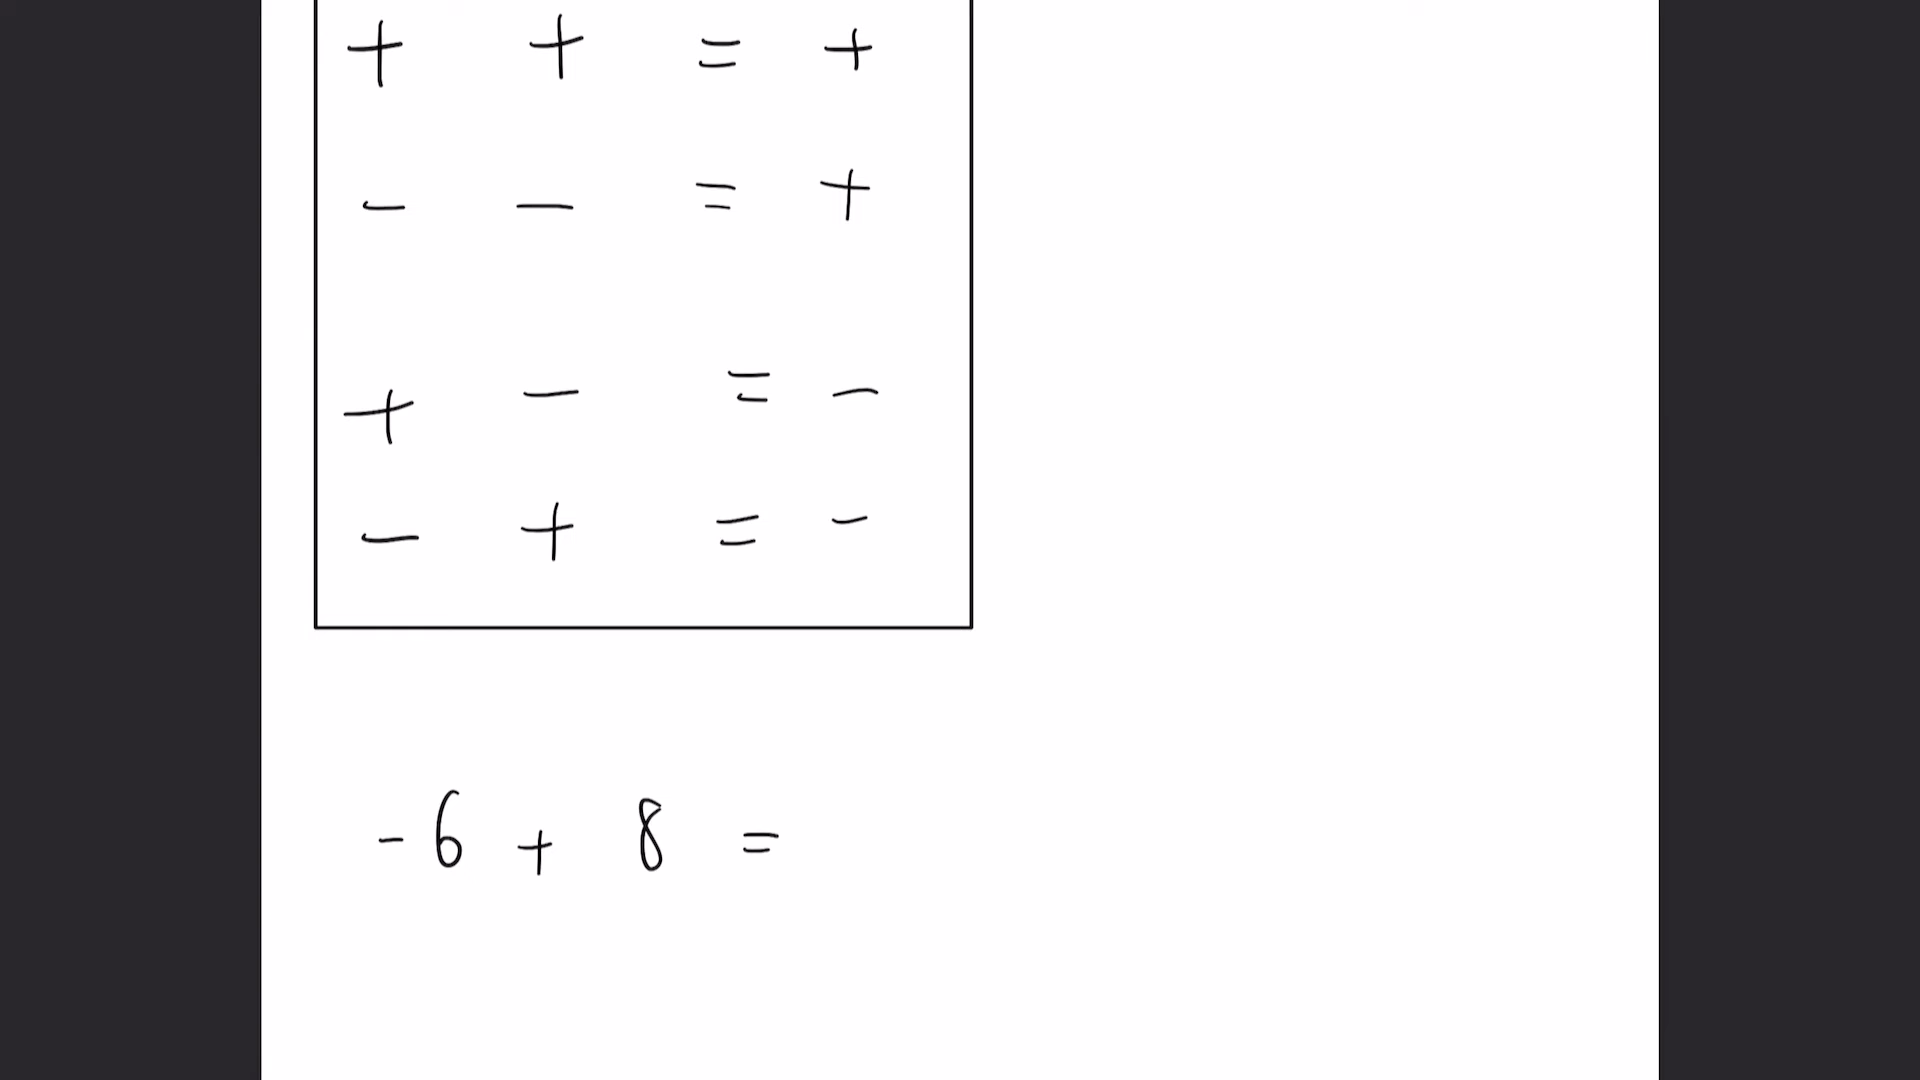 + + = +
- - = +
+ - = -
- + = -
-6 + 8 =